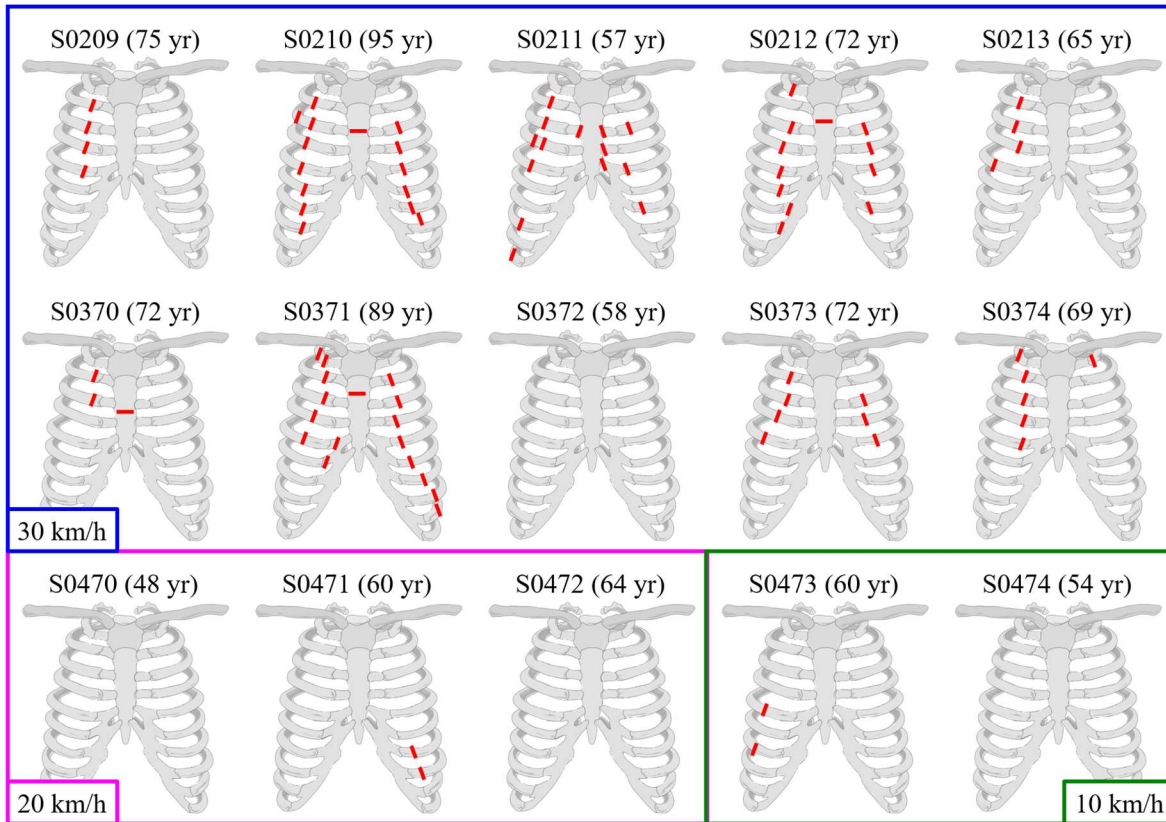 S0209 (75 yr)
S0210 (95 yr)
S0211 (57 yr)
S0212 (72 yr)
S0213 (65 yr)
S0370 (72 yr)
S0371 (89 yr)
S0372 (58 yr)
S0373 (72 yr)
S0374 (69 yr)
30 km/h
S0470 (48 yr)
S0471 (60 yr)
S0472 (64 yr)
S0473 (60 yr)
S0474 (54 yr)
20 km/h
10 km/h